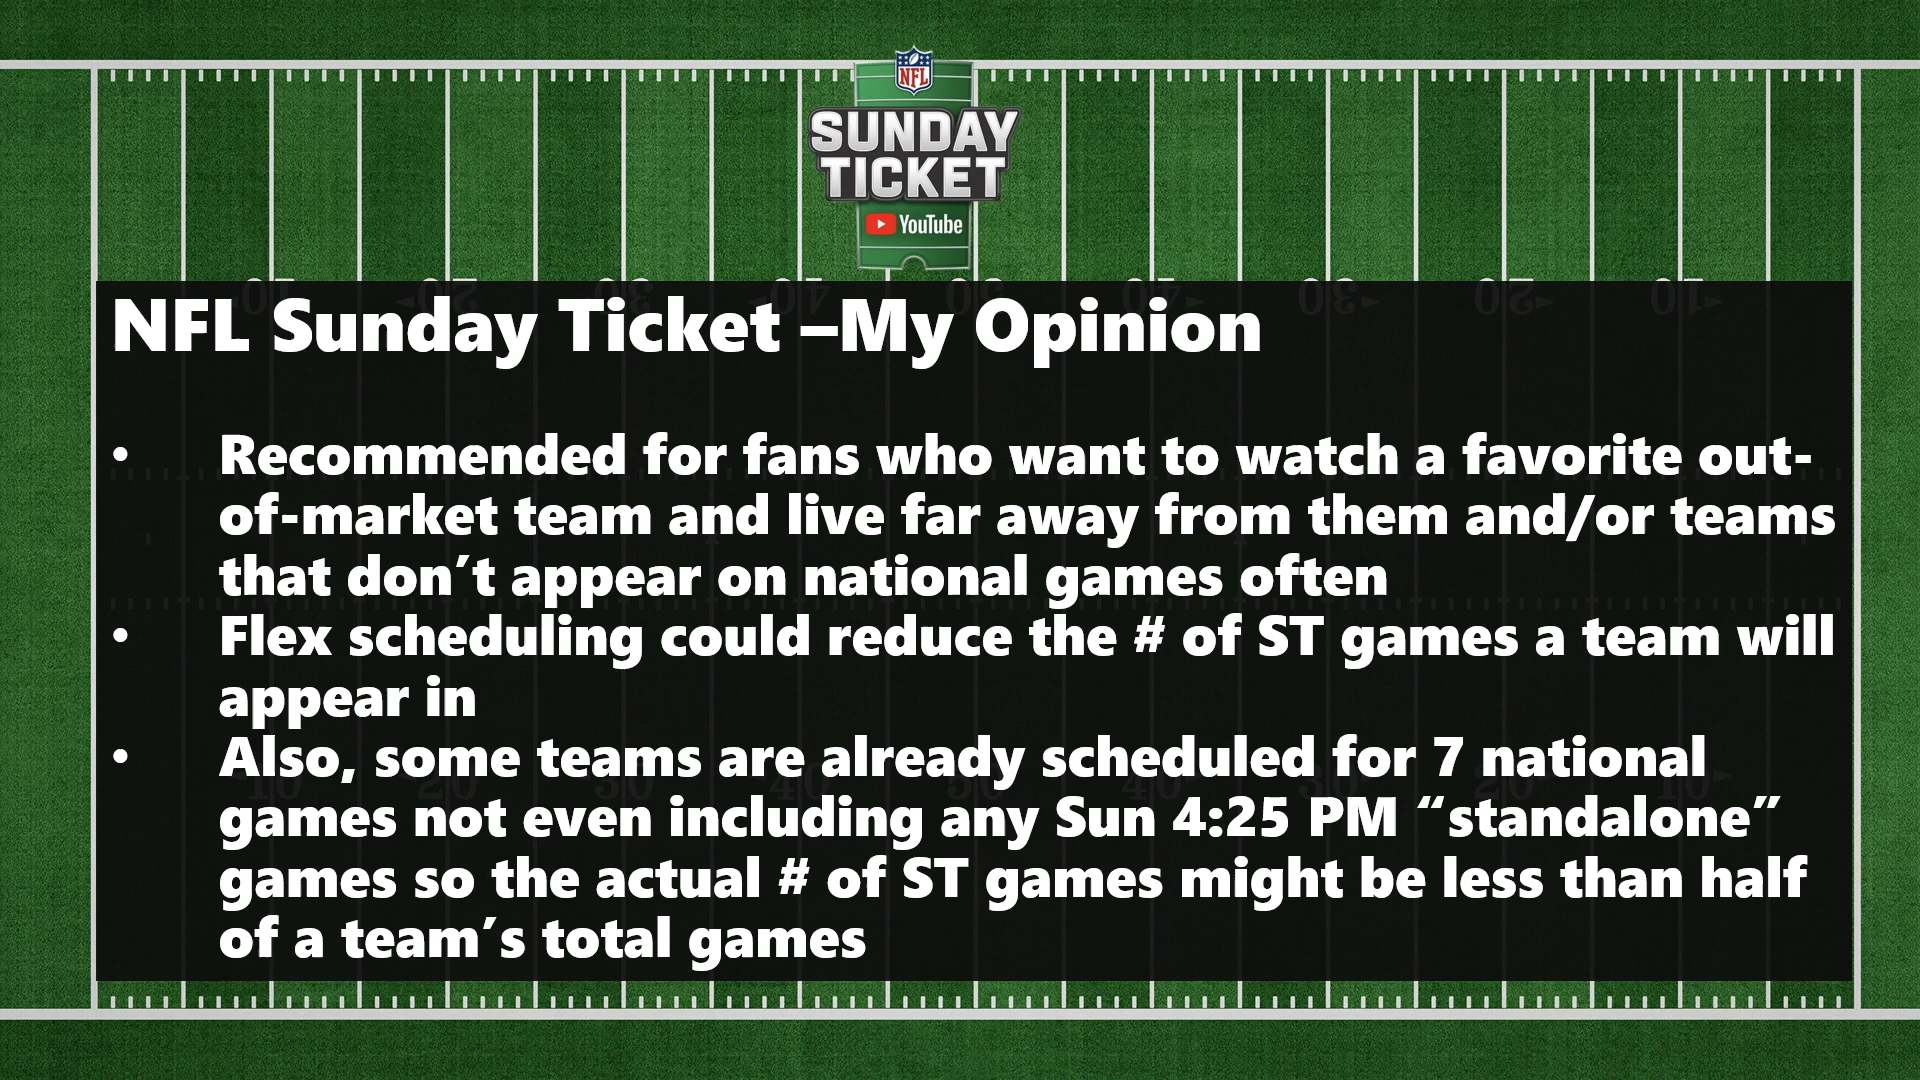 NFL
SUNDAY
TICKET
YouTube
NFL Sunday Ticket –My Opinion
• Recommended for fans who want to watch a favorite out-
of-market team and live far away from them and/or teams
that don’t appear on national games often
• Flex scheduling could reduce the # of ST games a team will
appear in
• Also, some teams are already scheduled for 7 national
games not even including any Sun 4:25 PM “standalone”
games so the actual # of ST games might be less than half
of a team’s total games